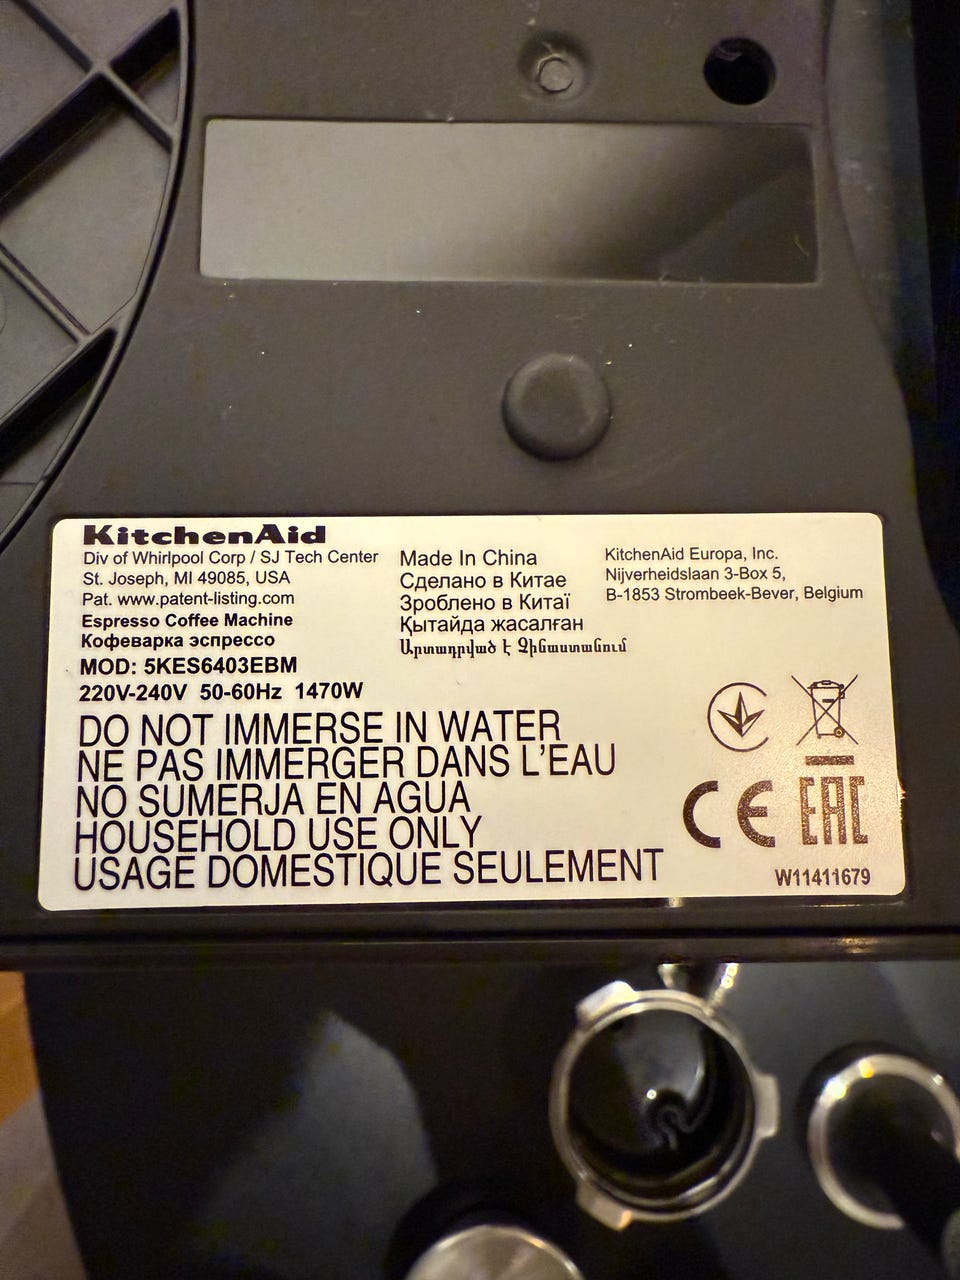 KitchenAid
Div of Whirlpool Corp / SJ Tech Center
St. Joseph, MI 49085, USA
Pat. www.patent-listing.com
Espresso Coffee Machine
Кофеварка эспрессо
MOD: 5KES6403EBM
220V-240V 50-60Hz 1470W
Made In China
Сделано в Китае
Зроблено в Китаї
Қытайда жасалған
Արտադրված է Չինաստանում
KitchenAid Europa, Inc.
Nijverheidslaan 3-Box 5,
B-1853 Strombeek-Bever, Belgium
DO NOT IMMERSE IN WATER
NE PAS IMMERGER DANS L'EAU
NO SUMERJA EN AGUA
HOUSEHOLD USE ONLY
USAGE DOMESTIQUE SEULEMENT
CE EAC
W11411679